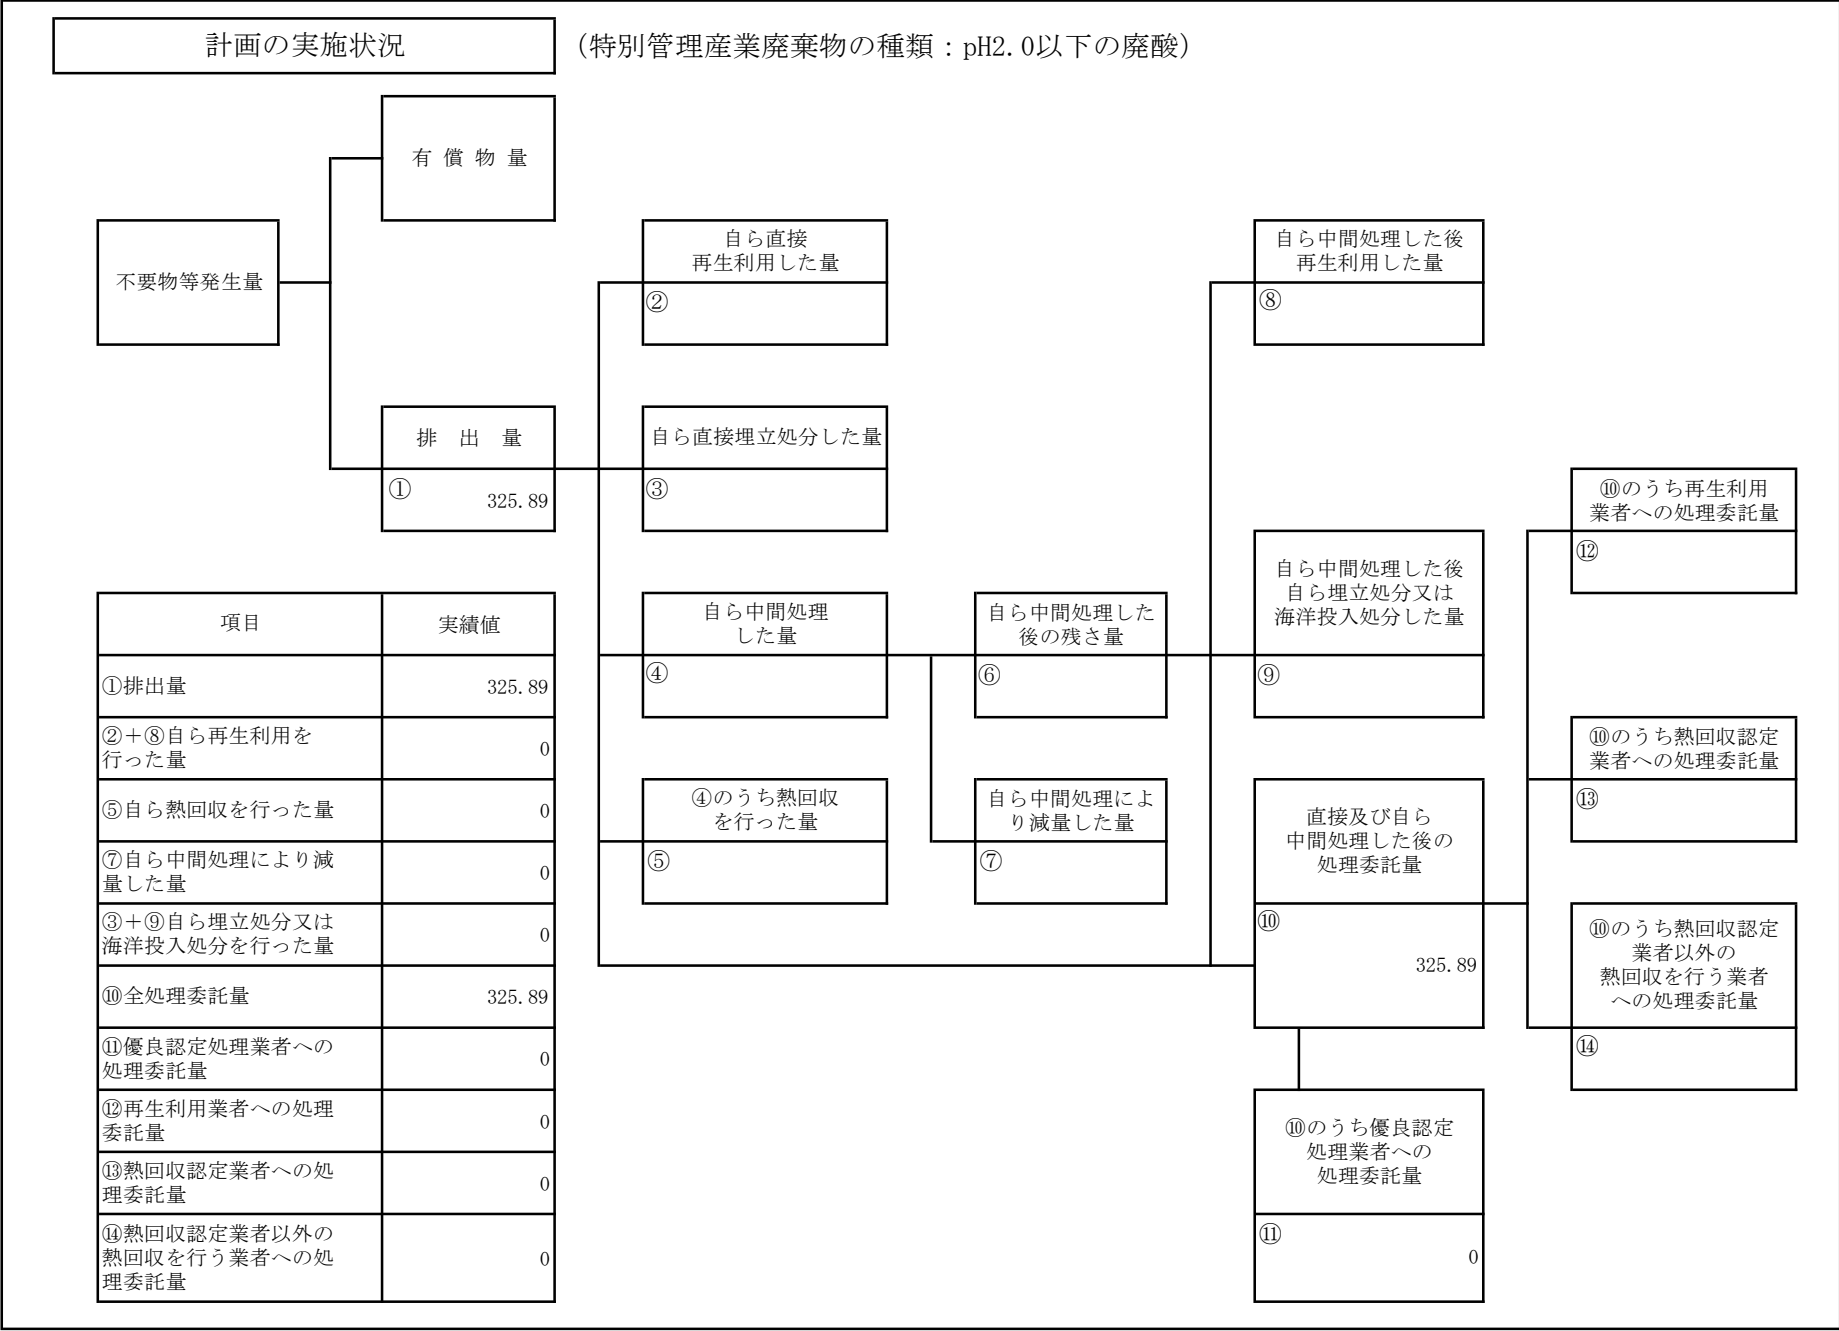 計画の実施状況
（特別管理産業廃棄物の種類：pH2.0以下の廃酸）
有 償 物 量
不要物等発生量
自ら直接
再生利用した量
②
自ら中間処理した後
再生利用した量
⑧
排 出 量
①
325.89
自ら直接埋立処分した量
③
⑩のうち再生利用
業者への処理委託量
⑫
自ら中間処理した後
自ら埋立処分又は
海洋投入処分した量
⑨
自ら中間処理
した量
④
自ら中間処理した
後の残さ量
⑥
⑩のうち熱回収認定
業者への処理委託量
⑬
④のうち熱回収
を行った量
⑤
自ら中間処理によ
り減量した量
⑦
直接及び自ら
中間処理した後の
処理委託量
⑩
325.89
⑩のうち熱回収認定
業者以外の
熱回収を行う業者
への処理委託量
⑭
⑩のうち優良認定
処理業者への
処理委託量
⑪
0
項目 実績値
①排出量 325.89
②＋⑧自ら再生利用を
行った量
0
⑤自ら熱回収を行った量 0
⑦自ら中間処理により減
量した量
0
③＋⑨自ら埋立処分又は
海洋投入処分を行った量
0
⑩全処理委託量 325.89
⑪優良認定処理業者への
処理委託量
0
⑫再生利用業者への処理
委託量
0
⑬熱回収認定業者への処
理委託量
0
⑭熱回収認定業者以外の
熱回収を行う業者への処
理委託量
0